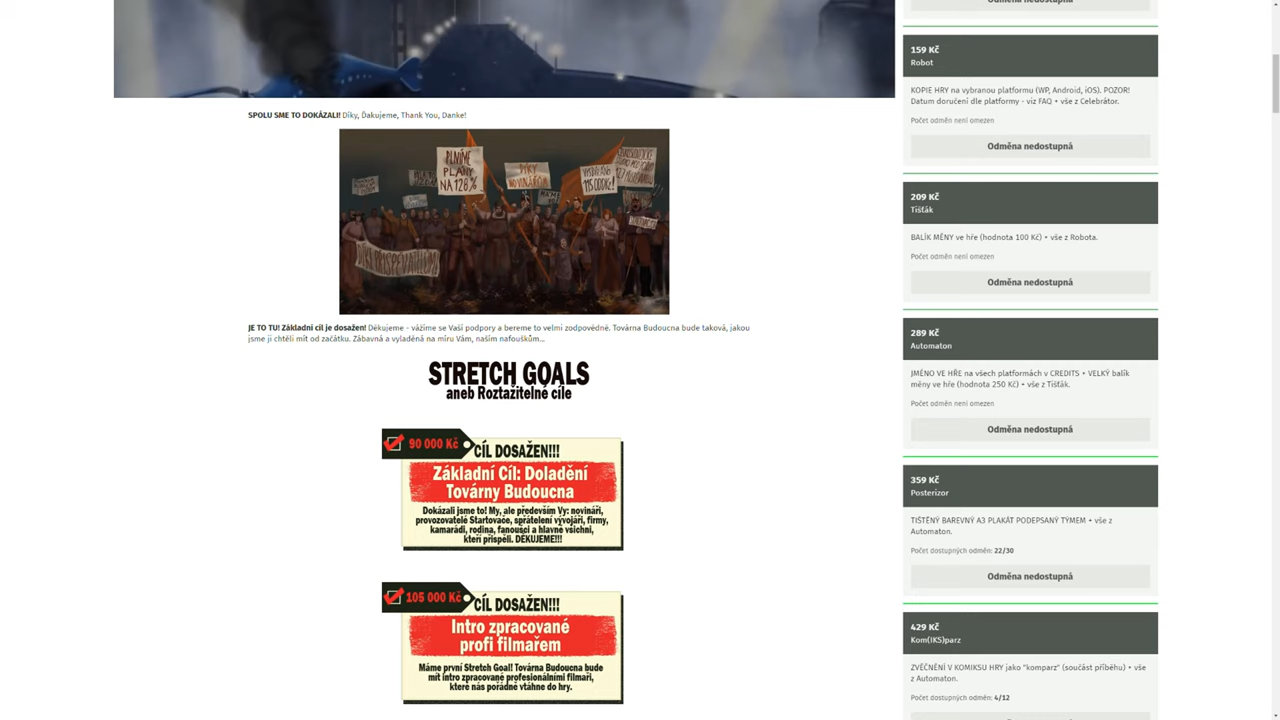 SPOLU SME TO DOKÁZALI! Díky, Ďakujeme, Thank You, Danke!
PLNÍME
PLÁNY
NA 128%
DÍKY
NOVINÁŘŮM
JE TO TU! Základní cíl je dosažen! Děkujeme - vážíme se Vaší podpory a bereme to velmi zodpovědně. Továrna Budoucna bude taková, jakou
jsme ji chtěli mít od začátku. Zábavná a vyladěná na míru Vám, našim nafouškům...
STRETCH GOALS
aneb Roztažitelné cíle
90 000 Kč
CÍL DOSAŽEN!!!
Základní Cíl: Doladění
Továrny Budoucna
Dokázali jsme to! My, ale především Vy: novináři,
provozovatelé Startovače, spřátelení vývojáři, firmy,
kamarádi, rodina, fanoušci a hlavně všichni,
kteří přispěli. DĚKUJEME!!!
105 000 Kč
CÍL DOSAŽEN!!!
Intro zpracované
profi filmařem
Máme první Stretch Goal! Továrna Budoucna bude
mít intro zpracované profesionálními filmaři,
které nás pořádně vtáhne do hry.
Odměna nedostupná
159 Kč
Robot
KOPIE HRY na vybranou platformu (WP, Android, iOS). POZOR!
Datum doručení dle platformy - viz FAQ + vše z Celebrátor.
Počet odměn není omezen
Odměna nedostupná
209 Kč
Tišťák
BALÍK MĚNY ve hře (hodnota 100 Kč) + vše z Robota.
Počet odměn není omezen
Odměna nedostupná
289 Kč
Automaton
JMÉNO VE HŘE na všech platformách v CREDITS + VELKÝ balík
měny ve hře (hodnota 250 Kč) + vše z Tišťák.
Počet odměn není omezen
Odměna nedostupná
359 Kč
Posterizor
TIŠTĚNÝ BAREVNÝ A3 PLAKÁT PODEPSANÝ TÝMEM + vše z
Automaton.
Počet dostupných odměn: 22/30
Odměna nedostupná
429 Kč
Kom(IKS)parz
ZVĚČNĚNÍ V KOMIKSU HRY jako "komparz" (součást příběhu) + vše
z Automaton.
Počet dostupných odměn: 4/12